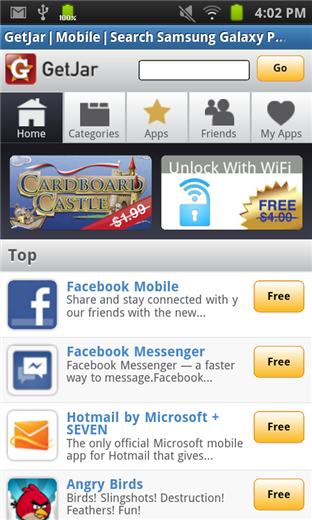 100%
4:02 PM
GetJar|Mobile|Search Samsung Galaxy P...
GetJar
Go
Home
Categories
Apps
Friends
My Apps
CARDBOARD
CASTLE
$1.99
Unlock With WiFi
FREE
$4.00
Top
Facebook Mobile
Share and stay connected with y
our friends with the new...
Free
Facebook Messenger
Facebook Messenger — a faster
way to message.Facebook...
Free
Hotmail by Microsoft +
SEVEN
The only official Microsoft mobile
app for Hotmail that gives...
Free
Angry Birds
Birds! Slingshots! Destruction!
Feathers! Fun!
Free